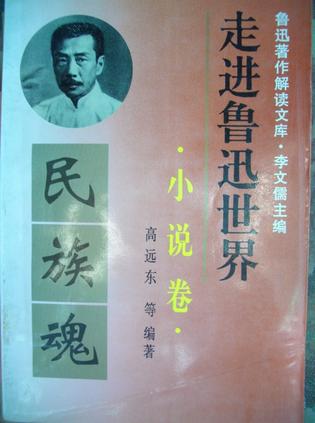 鲁迅著作解读文库·李文儒主编
走进鲁迅世界
·小说卷·
高远东 等编著
民族魂